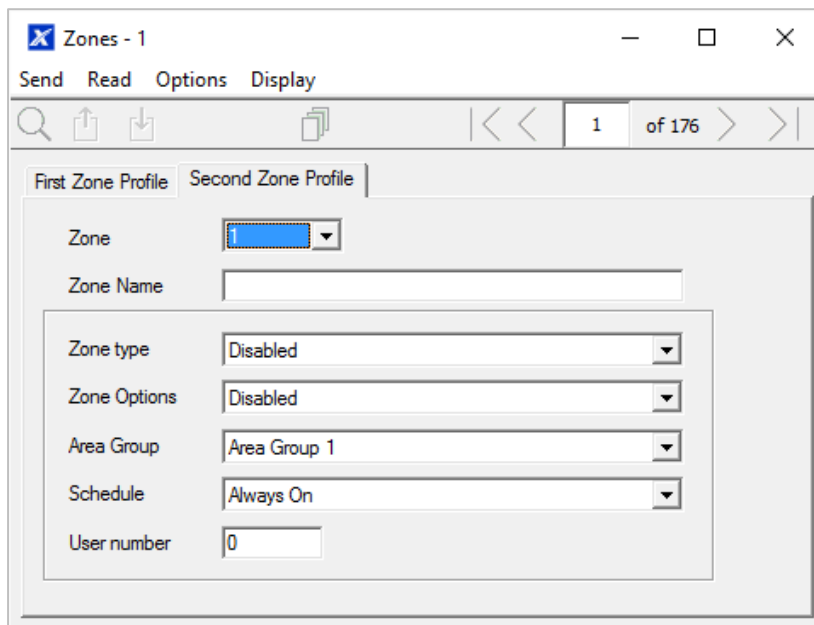 Zones - 1
Send Read Options Display
1 of 176
First Zone Profile Second Zone Profile
Zone 1
Zone Name
Zone type Disabled
Zone Options Disabled
Area Group Area Group 1
Schedule Always On
User number 0